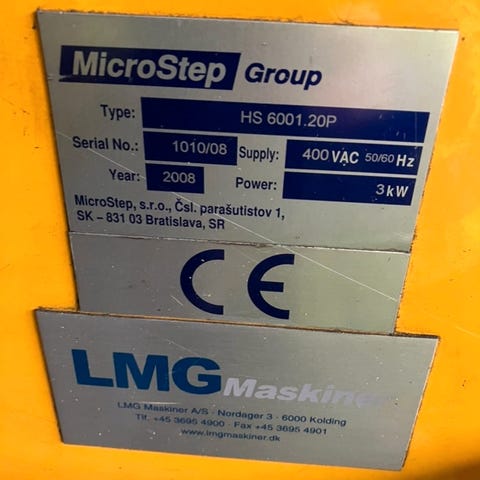 MicroStep Group
Type: HS 6001.20P
Serial No.: 1010/08 Supply: 400 VAC 50/60 Hz
Year: 2008 Power: 3 kW
MicroStep, s.r.o., Čsl. parašutistov 1,
SK – 831 03 Bratislava, SR
CE
LMG Maskiner
LMG Maskiner A/S · Nordager 3 · 6000 Kolding
Tlf. +45 3695 4900 · Fax +45 3695 4901
www.lmgmaskiner.dk